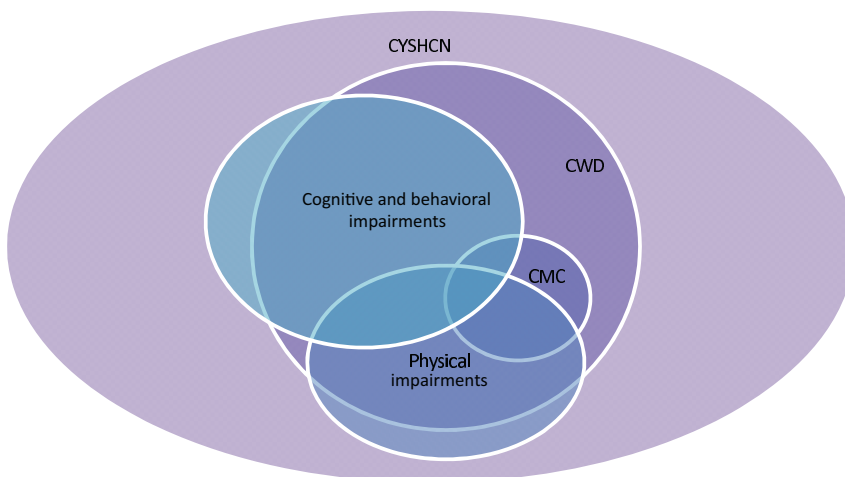 CYSHCN
CWD
Cognitive and behavioral
impairments
CMC
Physical
impairments